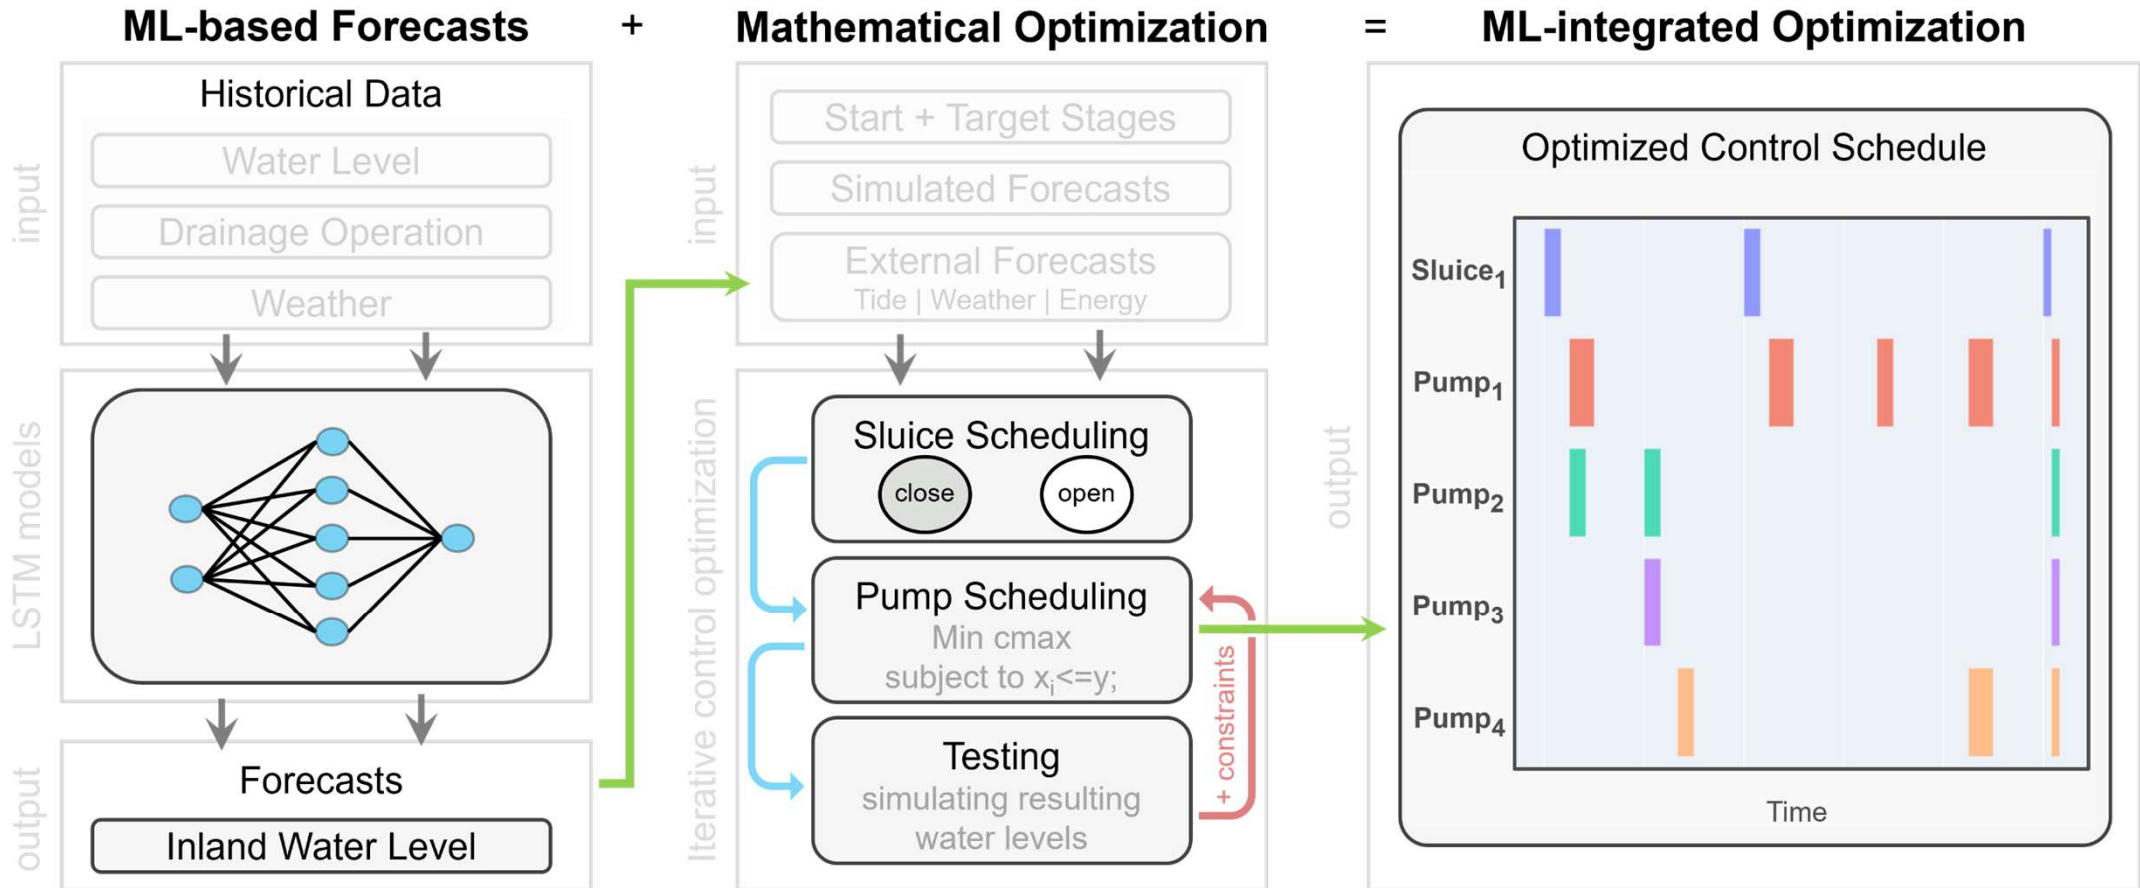 ML-based Forecasts + Mathematical Optimization = ML-integrated Optimization
input
Historical Data
Water Level
Drainage Operation
Weather
LSTM models
output
Forecasts
Inland Water Level
input
Start + Target Stages
Simulated Forecasts
External Forecasts
Tide | Weather | Energy
Iterative control optimization
Sluice Scheduling
close open
Pump Scheduling
Min cmax
subject to xᵢ<=y;
Testing
simulating resulting
water levels
+ constraints
output
Optimized Control Schedule
Sluice₁
Pump₁
Pump₂
Pump₃
Pump₄
Time